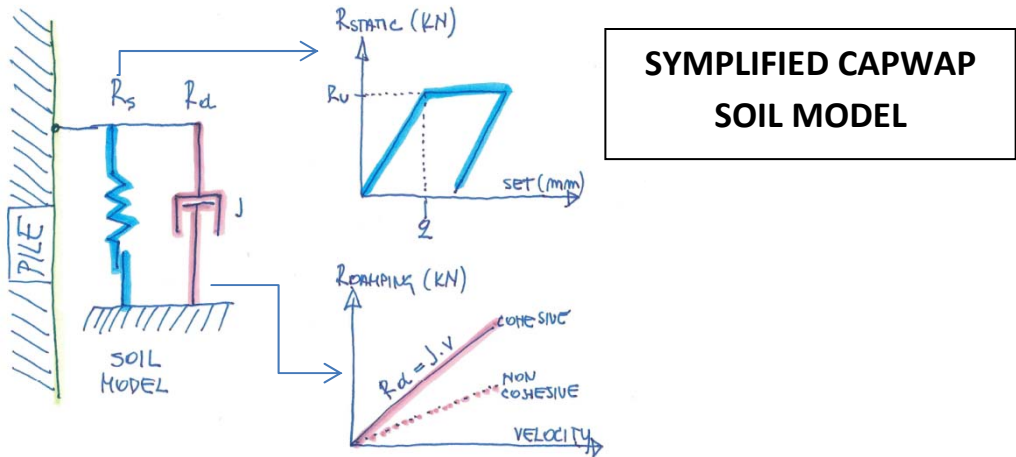 RSTATIC (KN)
SYMPLIFIED CAPWAP
SOIL MODEL
Rs
Rd
Ru
J
SET (mm)
q
PILE
RDAMPING (KN)
COHESIVE
Rd = J.V
NON
COHESIVE
SOIL
MODEL
VELOCITY